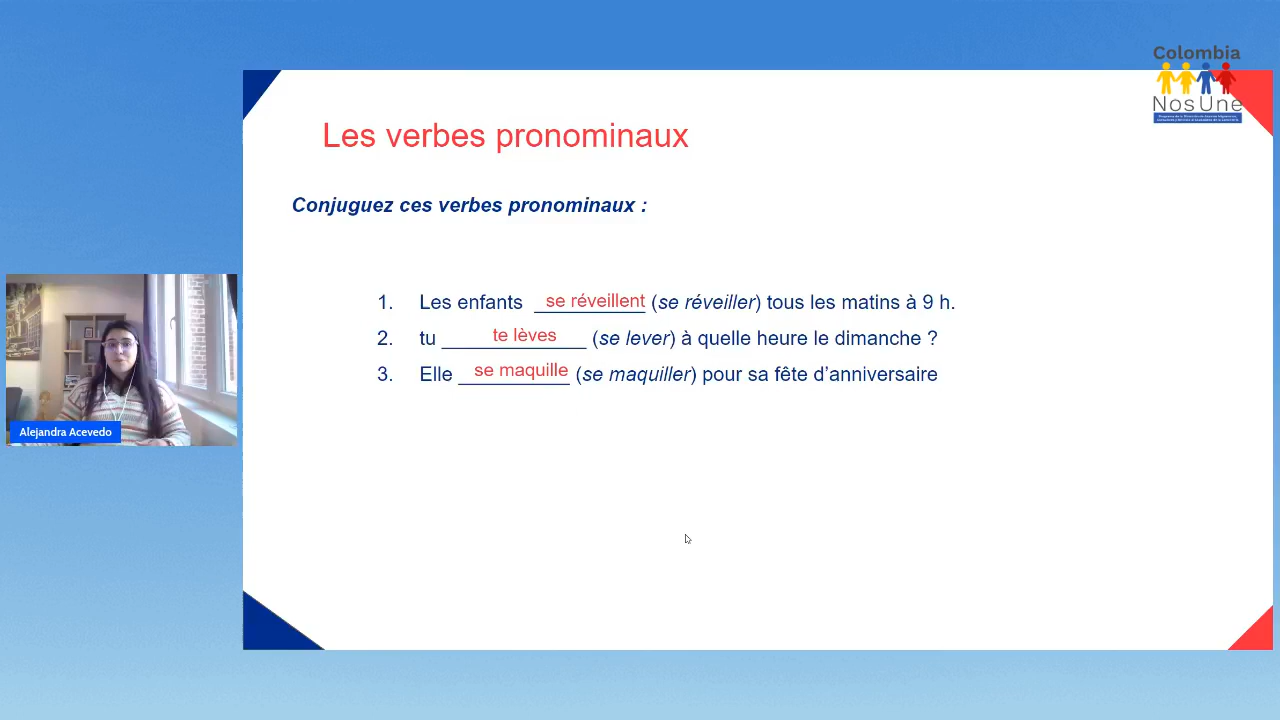 Colombia
NosUne
Les verbes pronominaux
Conjuguez ces verbes pronominaux :
1. Les enfants se réveillent (se réveiller) tous les matins à 9 h.
2. tu te lèves (se lever) à quelle heure le dimanche ?
3. Elle se maquille (se maquiller) pour sa fête d’anniversaire
Alejandra Acevedo